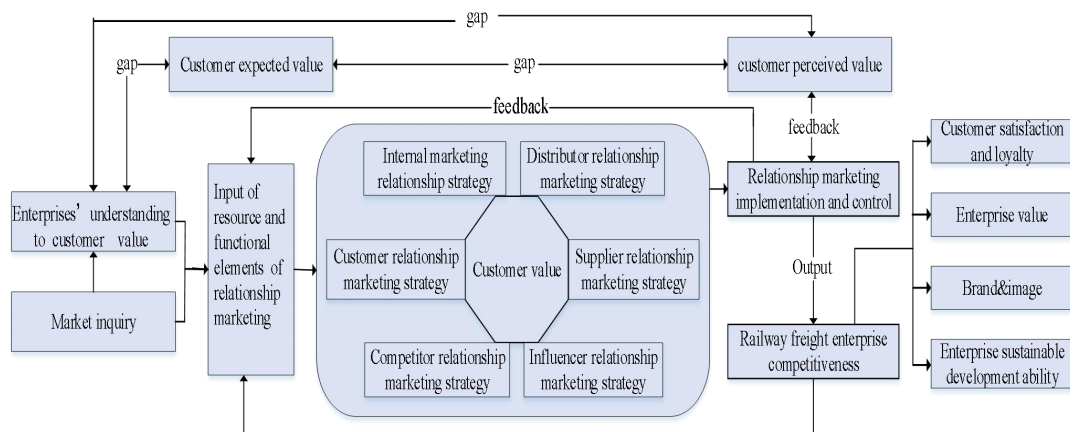 gap
Customer expected value
gap
gap
customer perceived value
feedback
feedback
Internal marketing
relationship strategy
Distributor relationship
marketing strategy
Customer relationship
marketing strategy
Customer value
Supplier relationship
marketing strategy
Competitor relationship
marketing strategy
Influencer relationship
marketing strategy
Enterprises’ understanding
to customer value
Market inquiry
Input of
resource and
functional
elements of
relationship
marketing
Relationship marketing
implementation and control
Output
Railway freight enterprise
competitiveness
Customer satisfaction
and loyalty
Enterprise value
Brand&image
Enterprise sustainable
development ability